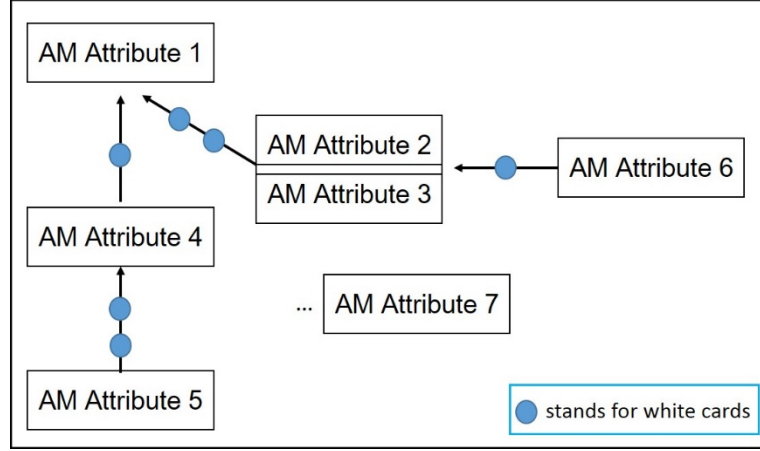 AM Attribute 1
AM Attribute 2
AM Attribute 3
AM Attribute 6
AM Attribute 4
... AM Attribute 7
AM Attribute 5
stands for white cards